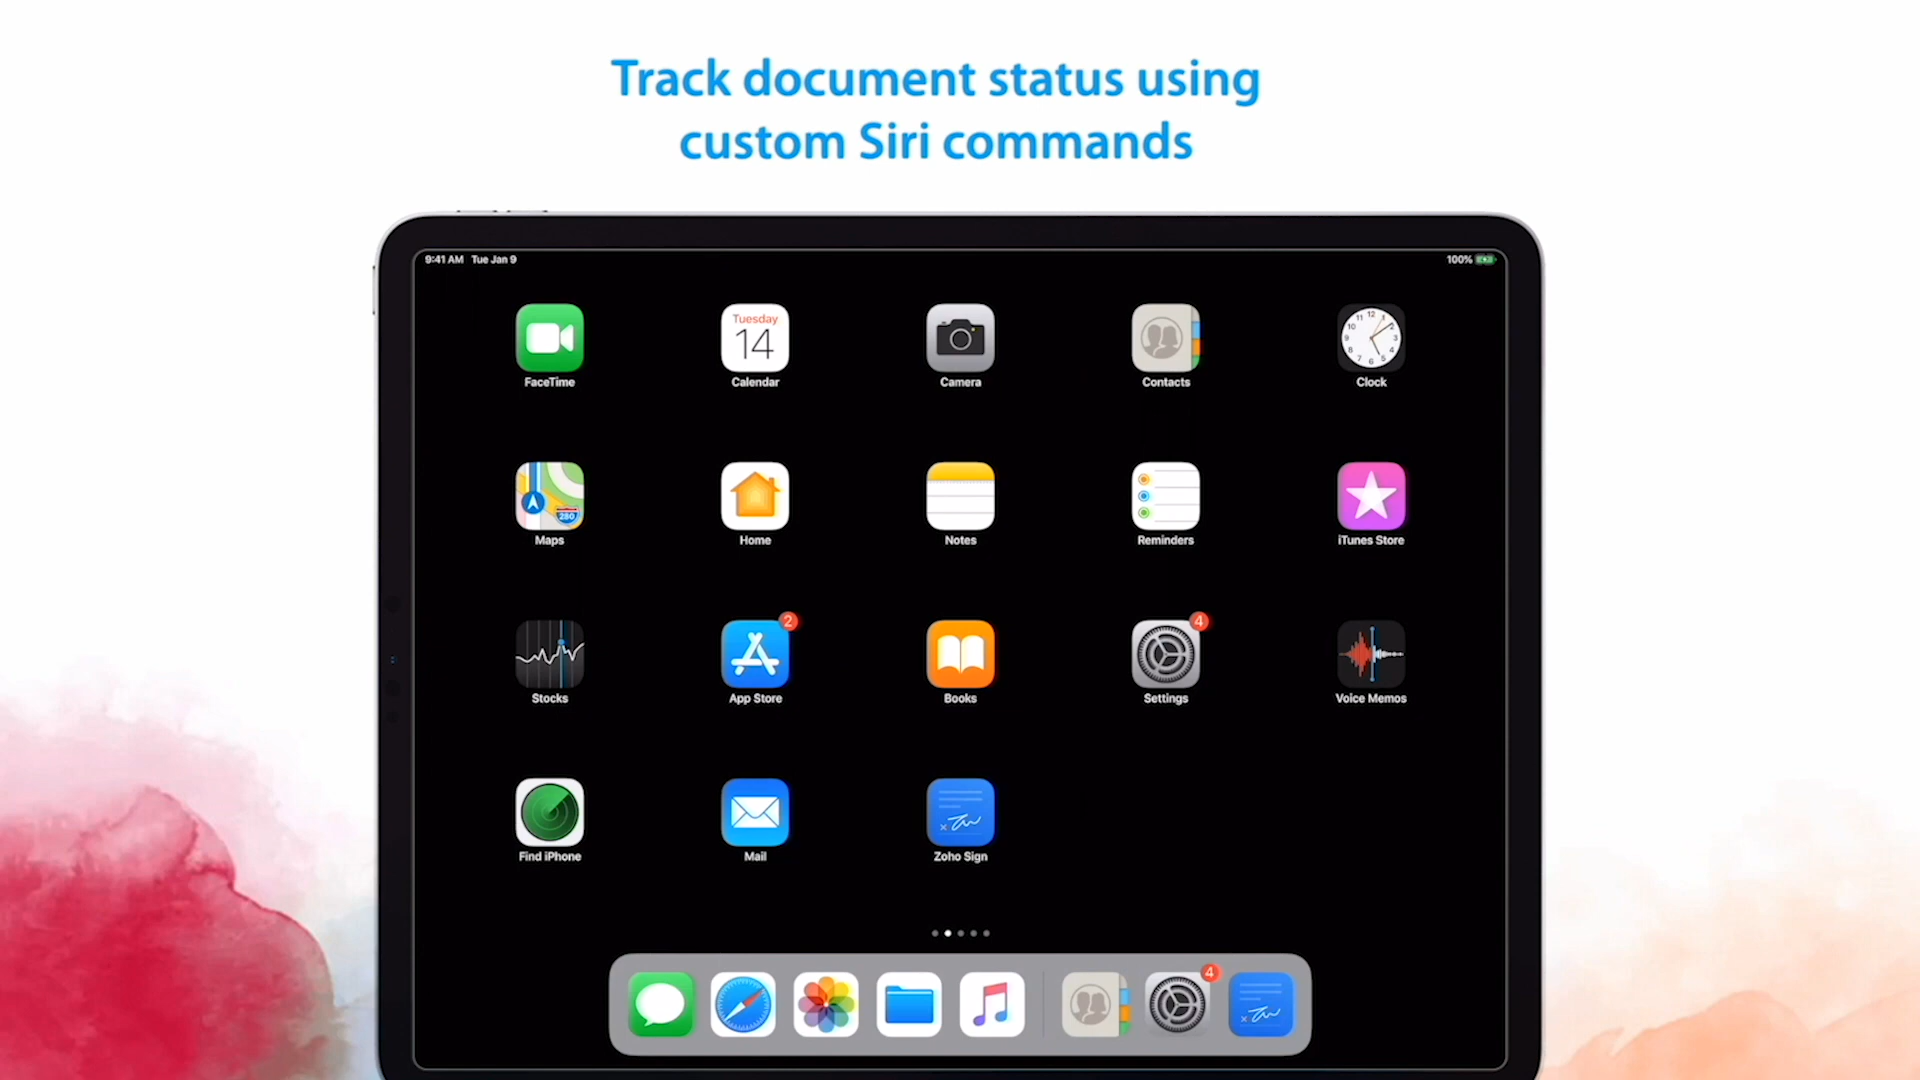 Track document status using
custom Siri commands
9:41 AM Tue Jan 9
100%
Tuesday
14
FaceTime
Calendar
Camera
Contacts
Clock
280
Maps
Home
Notes
Reminders
iTunes Store
2
4
Stocks
App Store
Books
Settings
Voice Memos
Find iPhone
Mail
Zoho Sign
4